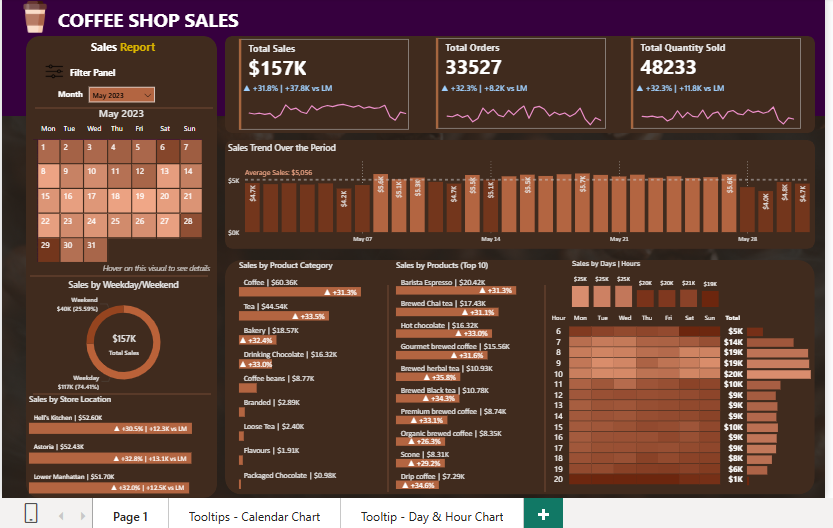 COFFEE SHOP SALES
Sales Report
Filter Panel
Month
May 2023
May 2023
Mon Tue Wed Thu Fri Sat Sun
1 2 3 4 5 6 7
8 9 10 11 12 13 14
15 16 17 18 19 20 21
22 23 24 25 26 27 28
29 30 31
Hover on this visual to see details
Sales by Weekday/Weekend
Weekend
$40K (25.59%)
$157K
Total Sales
Weekday
$117K (74.41%)
Sales by Store Location
Hell's Kitchen | $52.60K
▲ +30.5% | +12.3K vs LM
Astoria | $52.43K
▲ +32.8% | +13.1K vs LM
Lower Manhattan | $51.70K
▲ +32.0% | +12.5K vs LM
Total Sales
$157K
▲ +31.8% | +37.8K vs LM
Total Orders
33527
▲ +32.3% | +8.2K vs LM
Total Quantity Sold
48233
▲ +32.3% | +11.8K vs LM
Sales Trend Over the Period
Average Sales: $5,056
$5K
$0K
$4.7K $4.2K $5.6K $5.1K $5.3K $4.7K $5.5K $5.1K $5.5K $5.7K $5.6K $4.0K $4.8K $4.7K
May 07 May 14 May 21 May 28
Sales by Product Category
Coffee | $60.36K
▲ +31.3%
Tea | $44.54K
▲ +33.5%
Bakery | $18.57K
▲ +32.4%
Drinking Chocolate | $16.32K
▲ +33.0%
Coffee beans | $8.77K
Branded | $2.89K
Loose Tea | $2.40K
Flavours | $1.91K
Packaged Chocolate | $0.98K
Sales by Products (Top 10)
Barista Espresso | $20.42K
▲ +31.3%
Brewed Chai tea | $17.43K
▲ +31.1%
Hot chocolate | $16.32K
▲ +33.0%
Gourmet brewed coffee | $15.56K
▲ +31.6%
Brewed herbal tea | $10.93K
▲ +35.8%
Brewed Black tea | $10.78K
▲ +34.3%
Premium brewed coffee | $8.74K
▲ +33.1%
Organic brewed coffee | $8.35K
▲ +26.3%
Scone | $8.31K
▲ +29.2%
Drip coffee | $7.29K
▲ +34.6%
Sales by Days | Hours
$25K $25K $25K $20K $20K $21K $19K
Hour Mon Tue Wed Thu Fri Sat Sun Total
6 $5K
7 $14K
8 $19K
9 $19K
10 $20K
11 $10K
12 $9K
13 $9K
14 $9K
15 $10K
16 $9K
17 $9K
18 $8K
19 $6K
20 $1K
Page 1
Tooltips - Calendar Chart
Tooltip - Day & Hour Chart
+